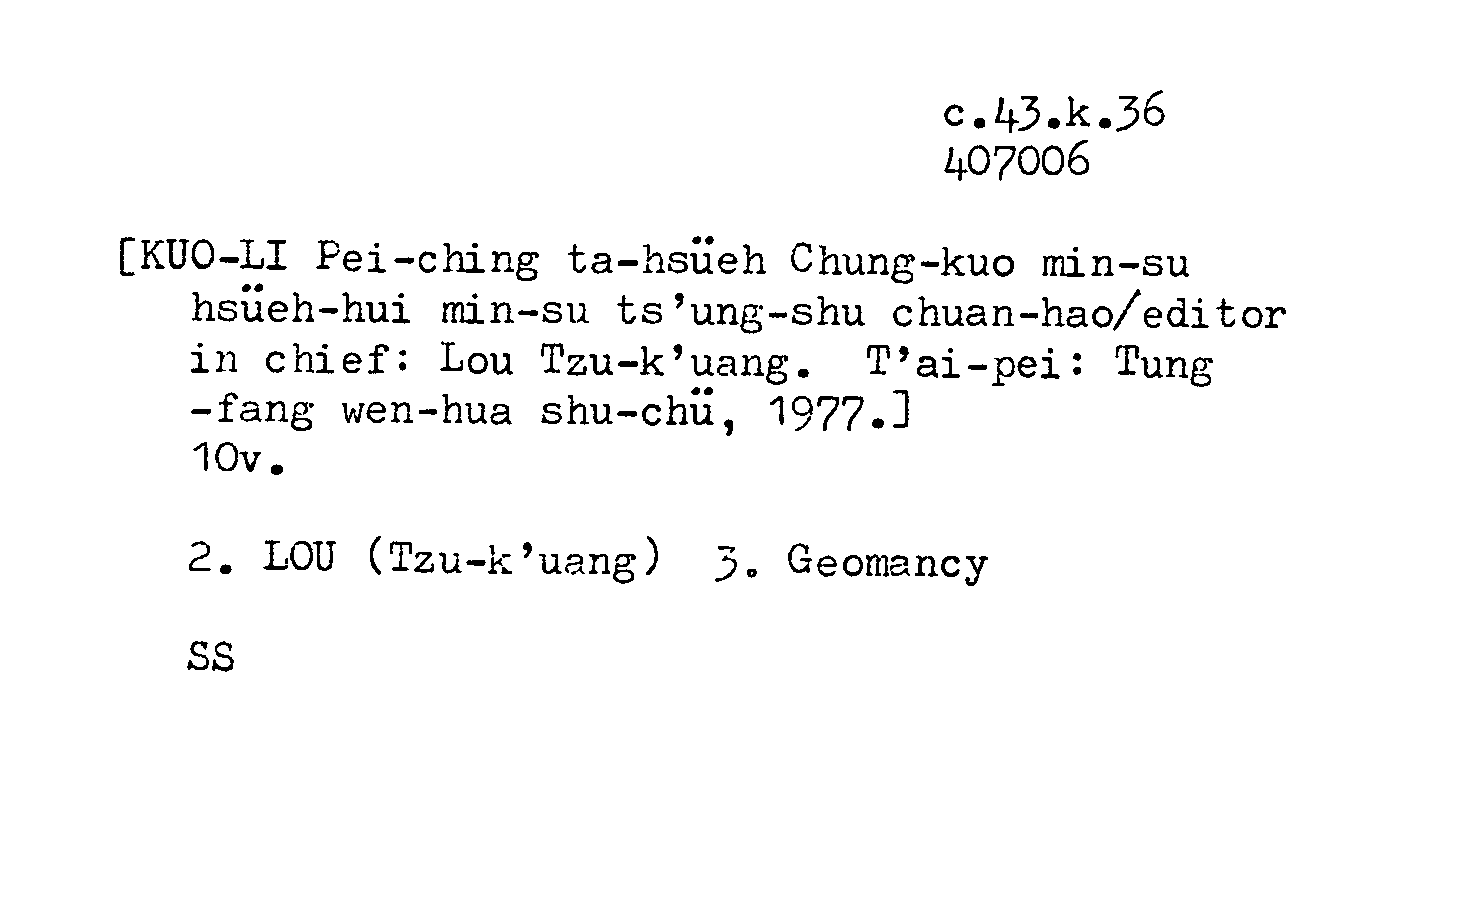 c.43.k.36
407006
[KUO-LI Pei-ching ta-hsüeh Chung-kuo min-su
hsüeh-hui min-su ts'ung-shu chuan-hao/editor
in chief: Lou Tzu-k'uang. T'ai-pei: Tung
-fang wen-hua shu-chü, 1977.]
10v.
2. LOU (Tzu-k'uang) 3. Geomancy
SS